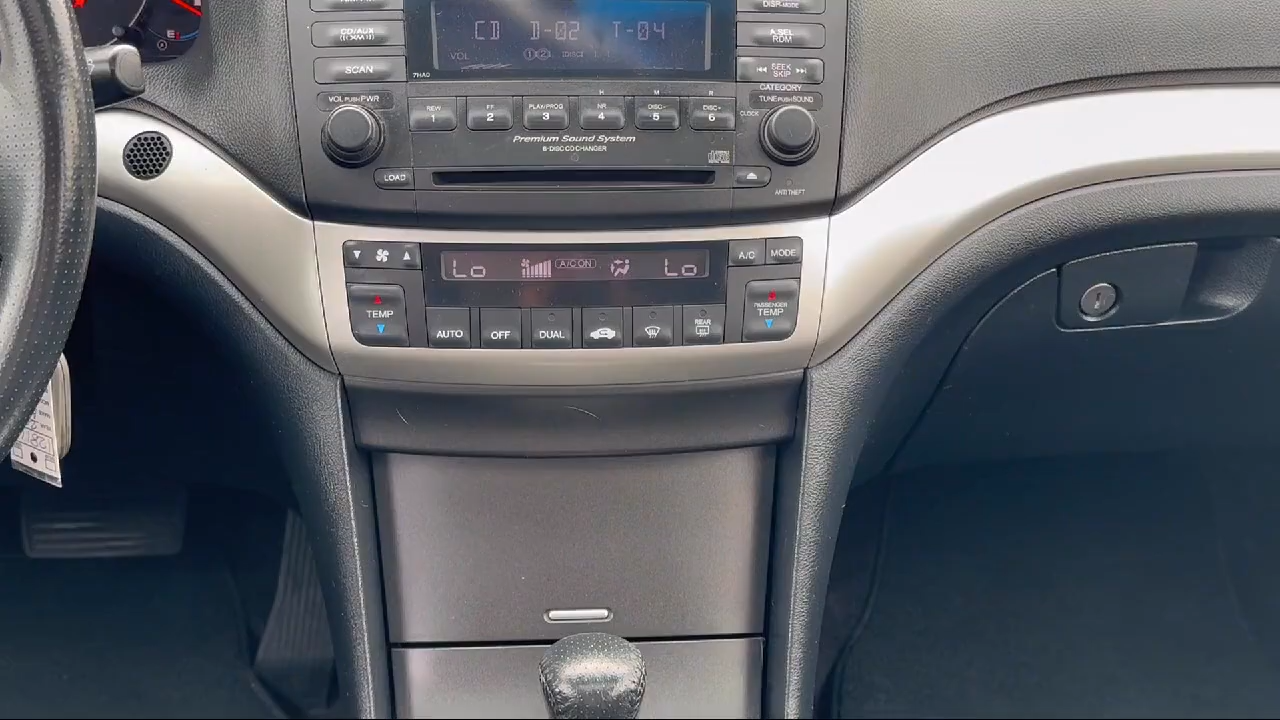 DISP·MODE
CD/AUX
SCAN
CD D-02 T-04
VOL
7HA0
A.SEL
RDM
SEEK
SKIP
CATEGORY
VOL PUSH PWR
TUNE PUSH SOUND
CLOCK
H M R
REW FF PLAY/PROG NR DISC- DISC+
1 2 3 4 5 6
Premium Sound System
6-DISC CD CHANGER
LOAD
ANTI THEFT
Lo A/C ON Lo
A/C MODE
TEMP
PASSENGER
TEMP
AUTO OFF DUAL
REAR